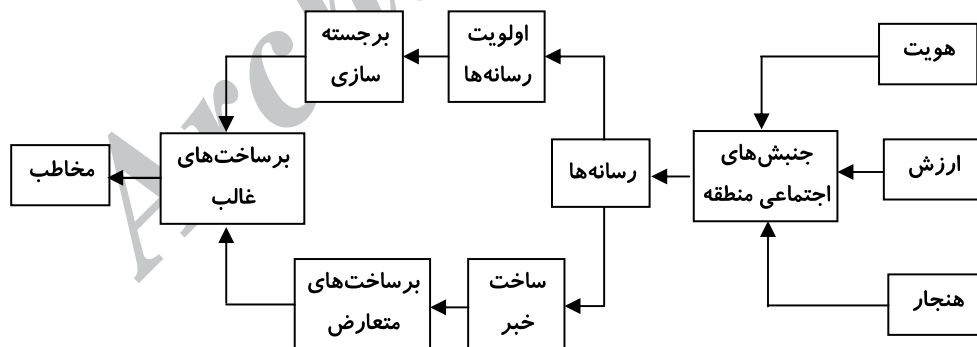 هویت
ارزش
هنجار
جنبش‌های
اجتماعی منطقه
رسانه‌ها
اولویت
رسانه‌ها
برجسته
سازی
ساخت
خبر
برساخت‌های
متعارض
برساخت‌های
غالب
مخاطب
Arch